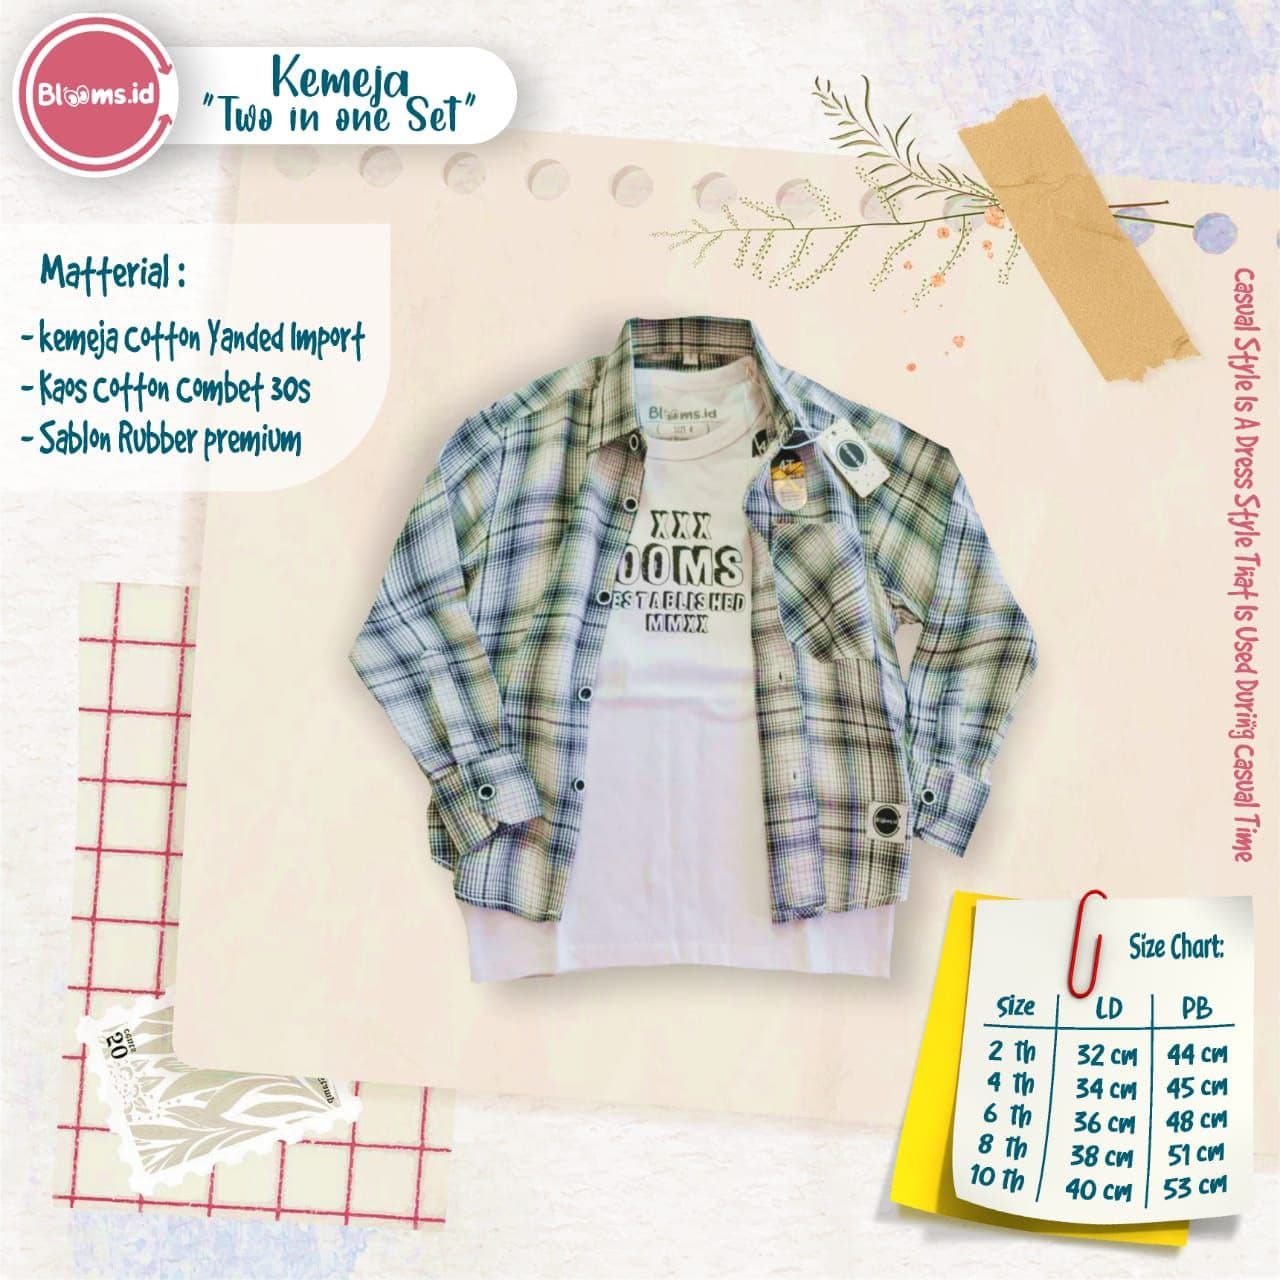 Blooms.id
Kemeja
"Two in one Set"
Matterial :
- kemeja Cotton Yanded Import
- Kaos Cotton Combet 30s
- Sablon Rubber premium
Casual Style Is A Dress Style That Is Used During Casual Time
Blooms.id
XXX
OOMS
ESTABLISHED
MMXX
Blooms.id
Size Chart:
Size LD PB
2 Th 32 cm 44 cm
4 Th 34 cm 45 cm
6 Th 36 cm 48 cm
8 Th 38 cm 51 cm
10 Th 40 cm 53 cm
20